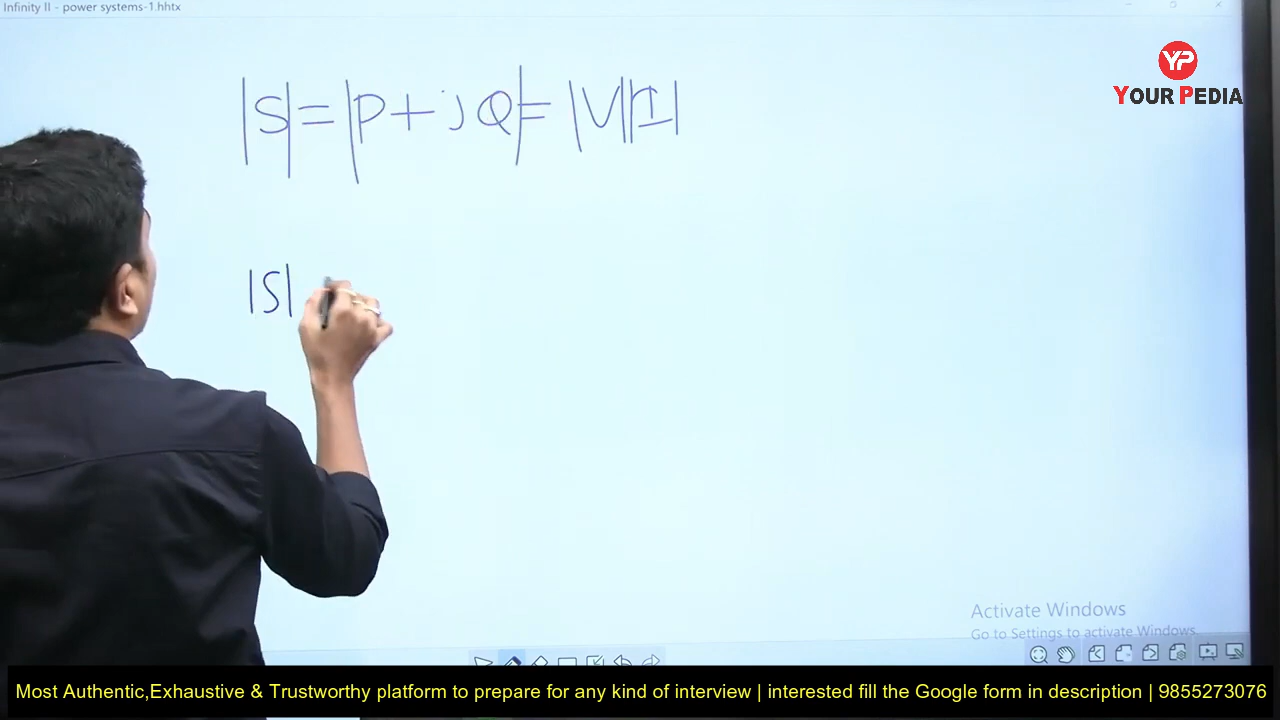 Infinity II - power systems-1.hhtx
YP
YOUR PEDIA
|S| = |P + jQ| = |V||I|
|S|
Activate Windows
Go to Settings to activate Windows.
Most Authentic,Exhaustive & Trustworthy platform to prepare for any kind of interview | interested fill the Google form in description | 9855273076